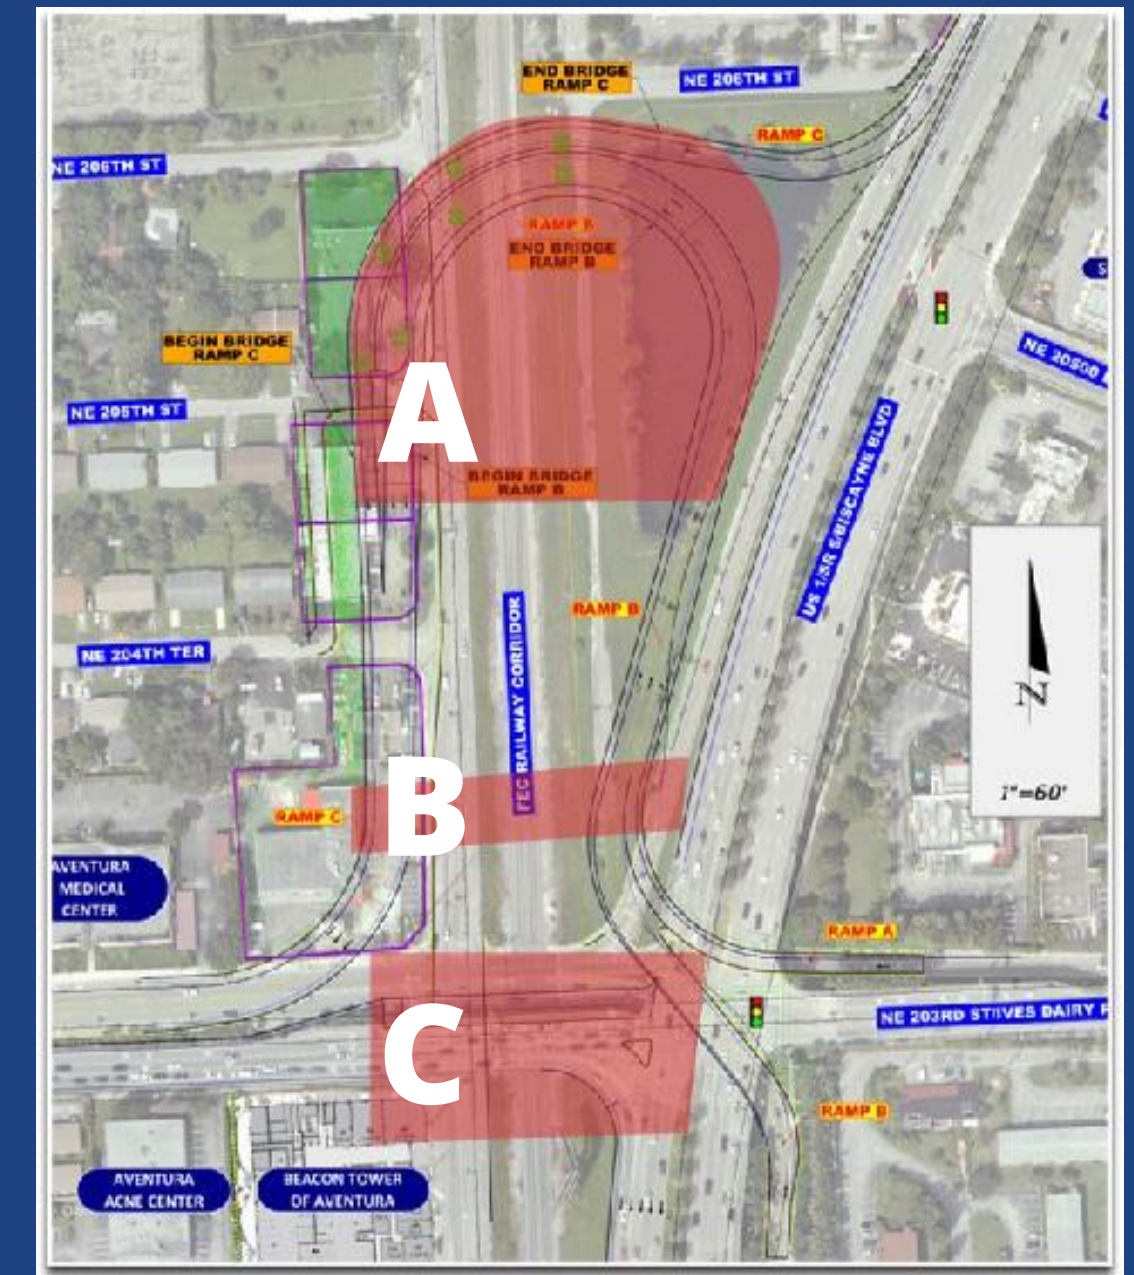 END BRIDGE
RAMP C
NE 206TH ST
RAMP C
NE 206TH ST
RAMP B
END BRIDGE
RAMP B
BEGIN BRIDGE
RAMP C
NE 205TH ST
A
BEGIN BRIDGE
RAMP B
US 1/SR 5/BISCAYNE BLVD
RAMP B
FEC RAILWAY CORRIDOR
NE 204TH TER
N
1"=60'
B
RAMP C
AVENTURA
MEDICAL
CENTER
RAMP A
C
NE 203RD ST/IVES DAIRY
RAMP B
AVENTURA
ACNE CENTER
BEACON TOWER
OF AVENTURA